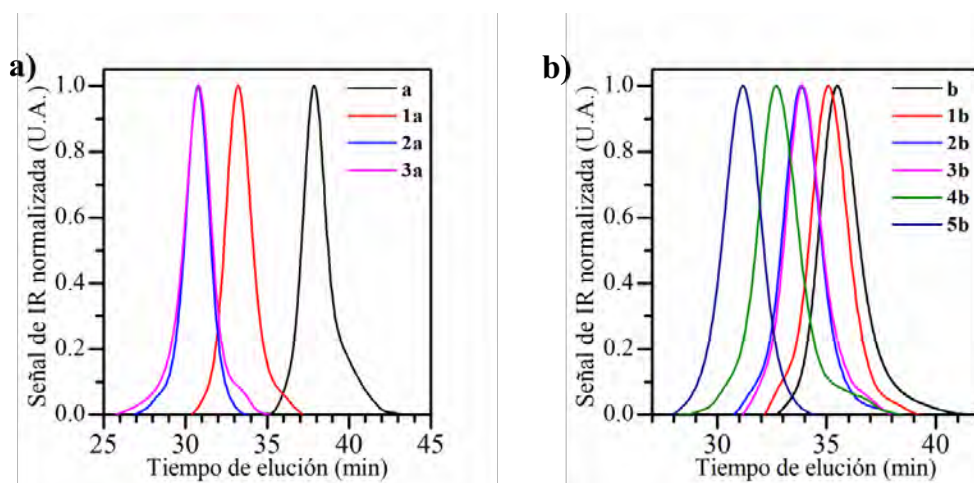 a)
Señal de IR normalizada (U.A.)
1.0
0.8
0.6
0.4
0.2
0.0
25 30 35 40 45
Tiempo de elución (min)
a
1a
2a
3a
b)
Señal de IR normalizada (U.A.)
1.0
0.8
0.6
0.4
0.2
0.0
30 35 40
Tiempo de elución (min)
b
1b
2b
3b
4b
5b